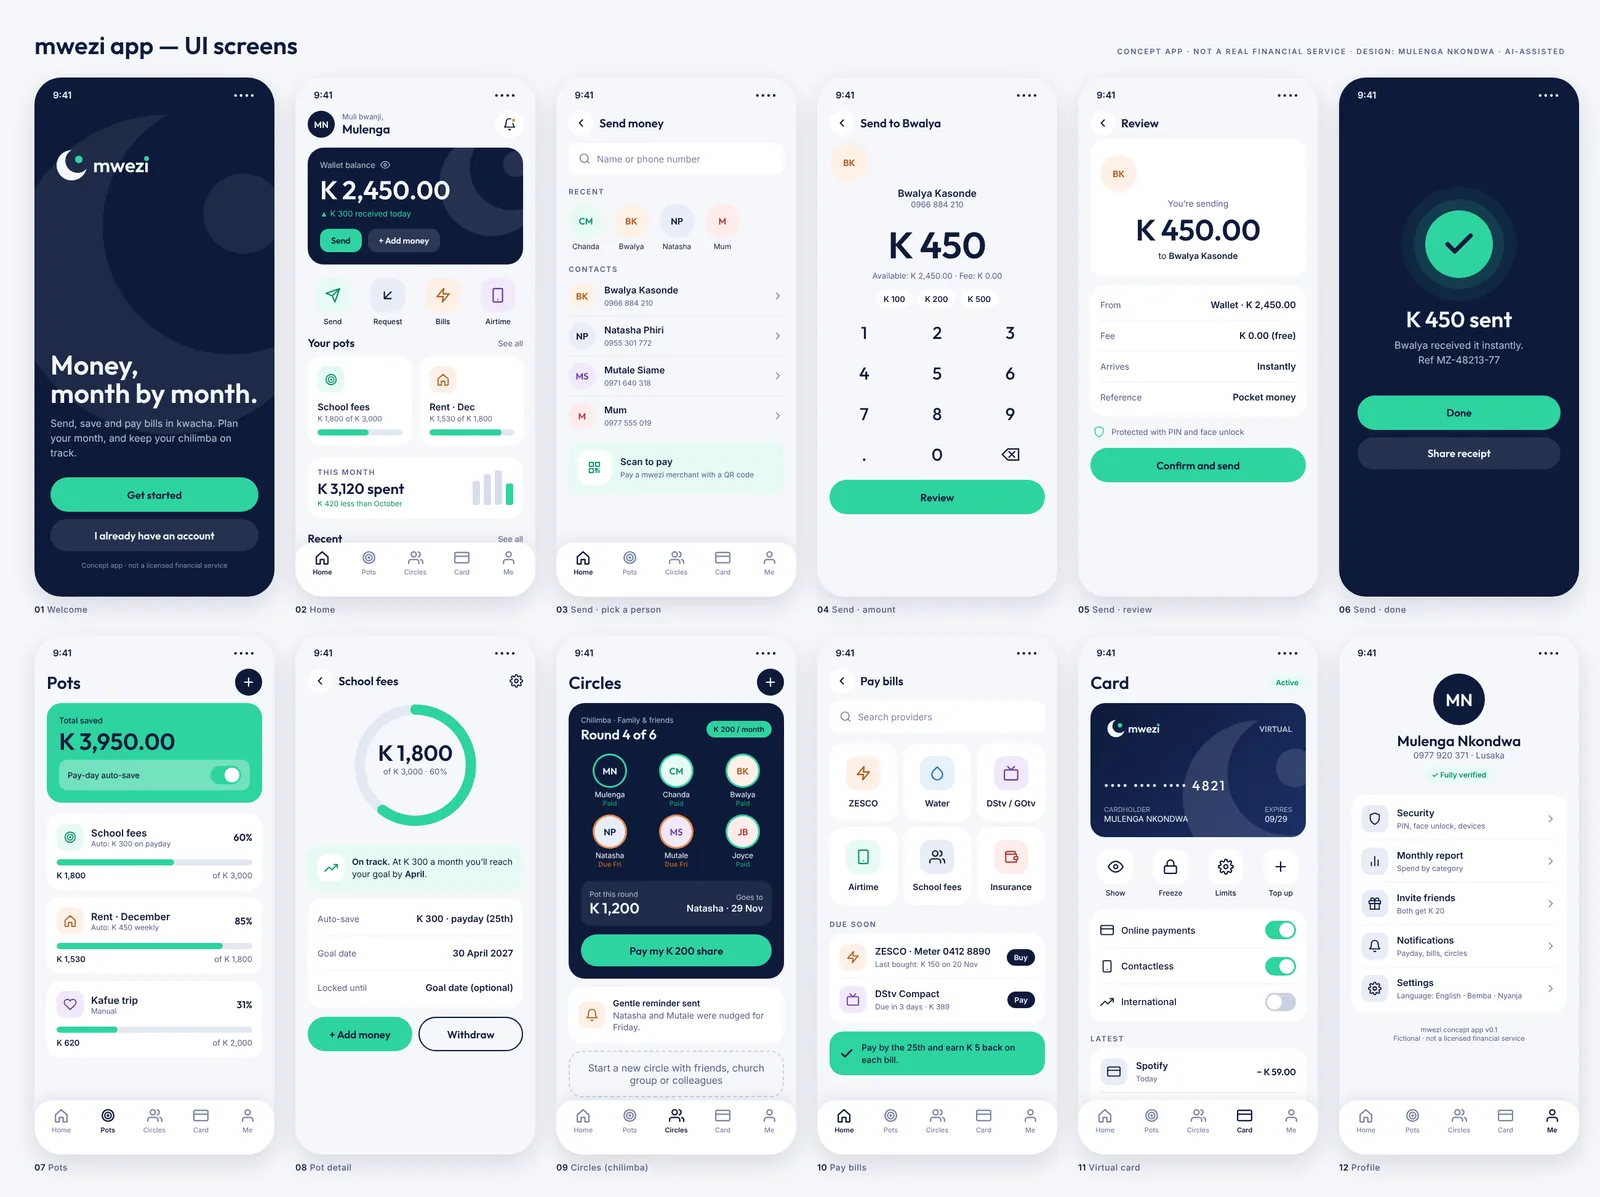 mwezi app — UI screens
CONCEPT APP · NOT A REAL FINANCIAL SERVICE · DESIGN: MULENGA NKONDWA · AI-ASSISTED
9:41
mwezi
Money,
month by month.
Send, save and pay bills in kwacha. Plan
your month, and keep your chilimba on
track.
Get started
I already have an account
Concept app · not a licensed financial service
01 Welcome
9:41
MN
Muli bwanji,
Mulenga
Wallet balance
K 2,450.00
▲ K 300 received today
Send
+ Add money
Send
Request
Bills
Airtime
Your pots
See all
School fees
K 1,800 of K 3,000
Rent · Dec
K 1,530 of K 1,800
THIS MONTH
K 3,120 spent
K 420 less than October
Recent
See all
Home
Pots
Circles
Card
Me
02 Home
9:41
Send money
Name or phone number
RECENT
CM
BK
NP
M
Chanda
Bwalya
Natasha
Mum
CONTACTS
BK
Bwalya Kasonde
0966 884 210
NP
Natasha Phiri
0955 301 772
MS
Mutale Siame
0971 640 318
M
Mum
0977 555 019
Scan to pay
Pay a mwezi merchant with a QR code
Home
Pots
Circles
Card
Me
03 Send · pick a person
9:41
Send to Bwalya
BK
Bwalya Kasonde
0966 884 210
K 450
Available: K 2,450.00 · Fee: K 0.00
K 100
K 200
K 500
1 2 3
4 5 6
7 8 9
. 0
Review
04 Send · amount
9:41
Review
BK
You're sending
K 450.00
to Bwalya Kasonde
From Wallet · K 2,450.00
Fee K 0.00 (free)
Arrives Instantly
Reference Pocket money
Protected with PIN and face unlock
Confirm and send
05 Send · review
9:41
K 450 sent
Bwalya received it instantly.
Ref MZ-48213-77
Done
Share receipt
06 Send · done
9:41
Pots
Total saved
K 3,950.00
Pay-day auto-save
School fees
60%
Auto: K 300 on payday
K 1,800
of K 3,000
Rent · December
85%
Auto: K 450 weekly
K 1,530
of K 1,800
Kafue trip
31%
Manual
K 620
of K 2,000
Home
Pots
Circles
Card
Me
07 Pots
9:41
School fees
K 1,800
of K 3,000 · 60%
On track. At K 300 a month you'll reach
your goal by April.
Auto-save K 300 · payday (25th)
Goal date 30 April 2027
Locked until Goal date (optional)
+ Add money
Withdraw
08 Pot detail
9:41
Circles
Chilimba · Family & friends
Round 4 of 6
K 200 / month
MN
CM
BK
Mulenga
Chanda
Bwalya
Paid
Paid
Paid
NP
MS
JB
Natasha
Mutale
Joyce
Due Fri
Due Fri
Paid
Pot this round
K 1,200
Goes to
Natasha · 29 Nov
Pay my K 200 share
Gentle reminder sent
Natasha and Mutale were nudged for
Friday.
Start a new circle with friends, church
group or colleagues
Home
Pots
Circles
Card
Me
09 Circles (chilimba)
9:41
Pay bills
Search providers
ZESCO
Water
DStv / GOtv
Airtime
School fees
Insurance
DUE SOON
ZESCO · Meter 0412 8890
Last bought: K 150 on 20 Nov
Buy
DStv Compact
Due in 3 days · K 389
Pay
Pay by the 25th and earn K 5 back on
each bill.
Home
Pots
Circles
Card
Me
10 Pay bills
9:41
Card
Active
mwezi
VIRTUAL
•••• •••• •••• 4821
CARDHOLDER
MULENGA NKONDWA
EXPIRES
09/29
Show
Freeze
Limits
Top up
Online payments
Contactless
International
LATEST
Spotify
Today
– K 59.00
Home
Pots
Circles
Card
Me
11 Virtual card
9:41
MN
Mulenga Nkondwa
0977 920 371 · Lusaka
✓ Fully verified
Security
PIN, face unlock, devices
Monthly report
Spend by category
Invite friends
Both get K 20
Notifications
Payday, bills, circles
Settings
Language: English · Bemba · Nyanja
mwezi concept app v0.1
Fictional · not a licensed financial service
Home
Pots
Circles
Card
Me
12 Profile